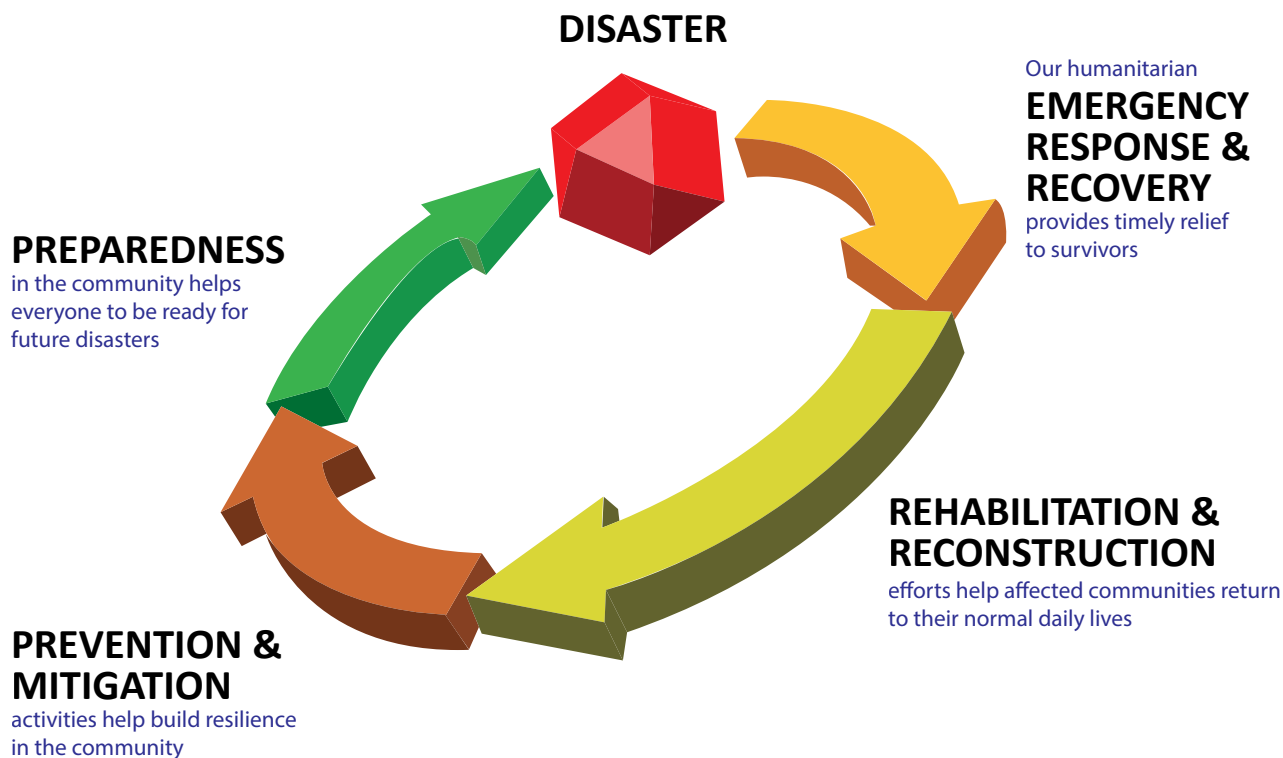 DISASTER
Our humanitarian
EMERGENCY
RESPONSE &
RECOVERY
provides timely relief
to survivors
PREPAREDNESS
in the community helps
everyone to be ready for
future disasters
REHABILITATION &
RECONSTRUCTION
efforts help affected communities return
to their normal daily lives
PREVENTION &
MITIGATION
activities help build resilience
in the community